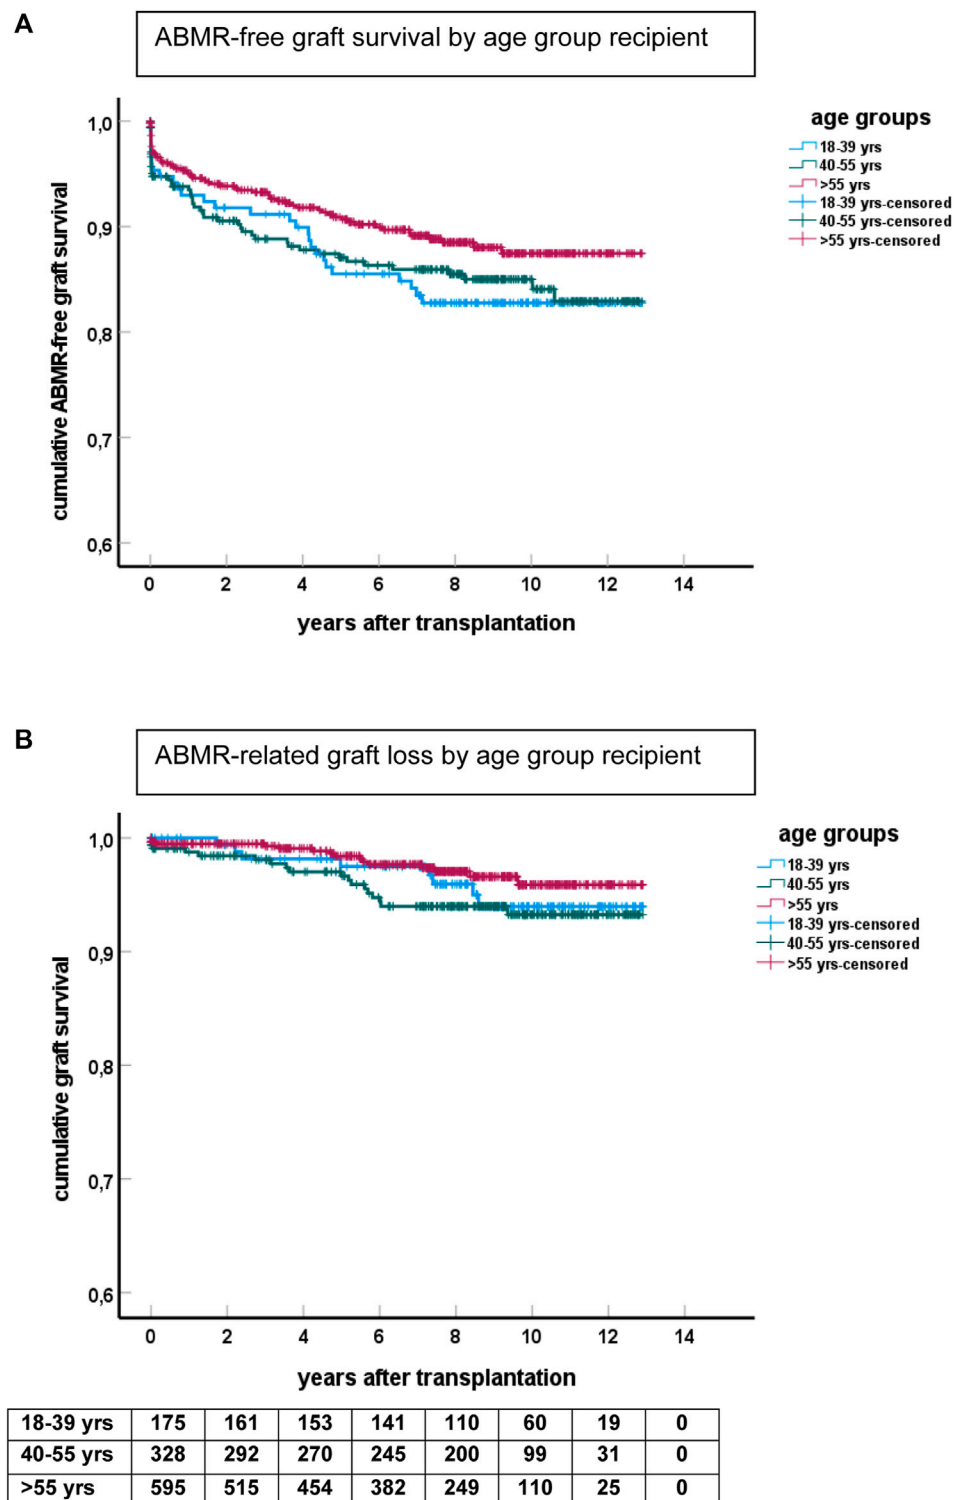 A
ABMR-free graft survival by age group recipient
cumulative ABMR-free graft survival
1,0
0,9
0,8
0,7
0,6
0 2 4 6 8 10 12 14
years after transplantation
age groups
18-39 yrs
40-55 yrs
>55 yrs
18-39 yrs-censored
40-55 yrs-censored
>55 yrs-censored
B
ABMR-related graft loss by age group recipient
cumulative graft survival
1,0
0,9
0,8
0,7
0,6
0 2 4 6 8 10 12 14
years after transplantation
age groups
18-39 yrs
40-55 yrs
>55 yrs
18-39 yrs-censored
40-55 yrs-censored
>55 yrs-censored
18-39 yrs 175 161 153 141 110 60 19 0
40-55 yrs 328 292 270 245 200 99 31 0
>55 yrs 595 515 454 382 249 110 25 0